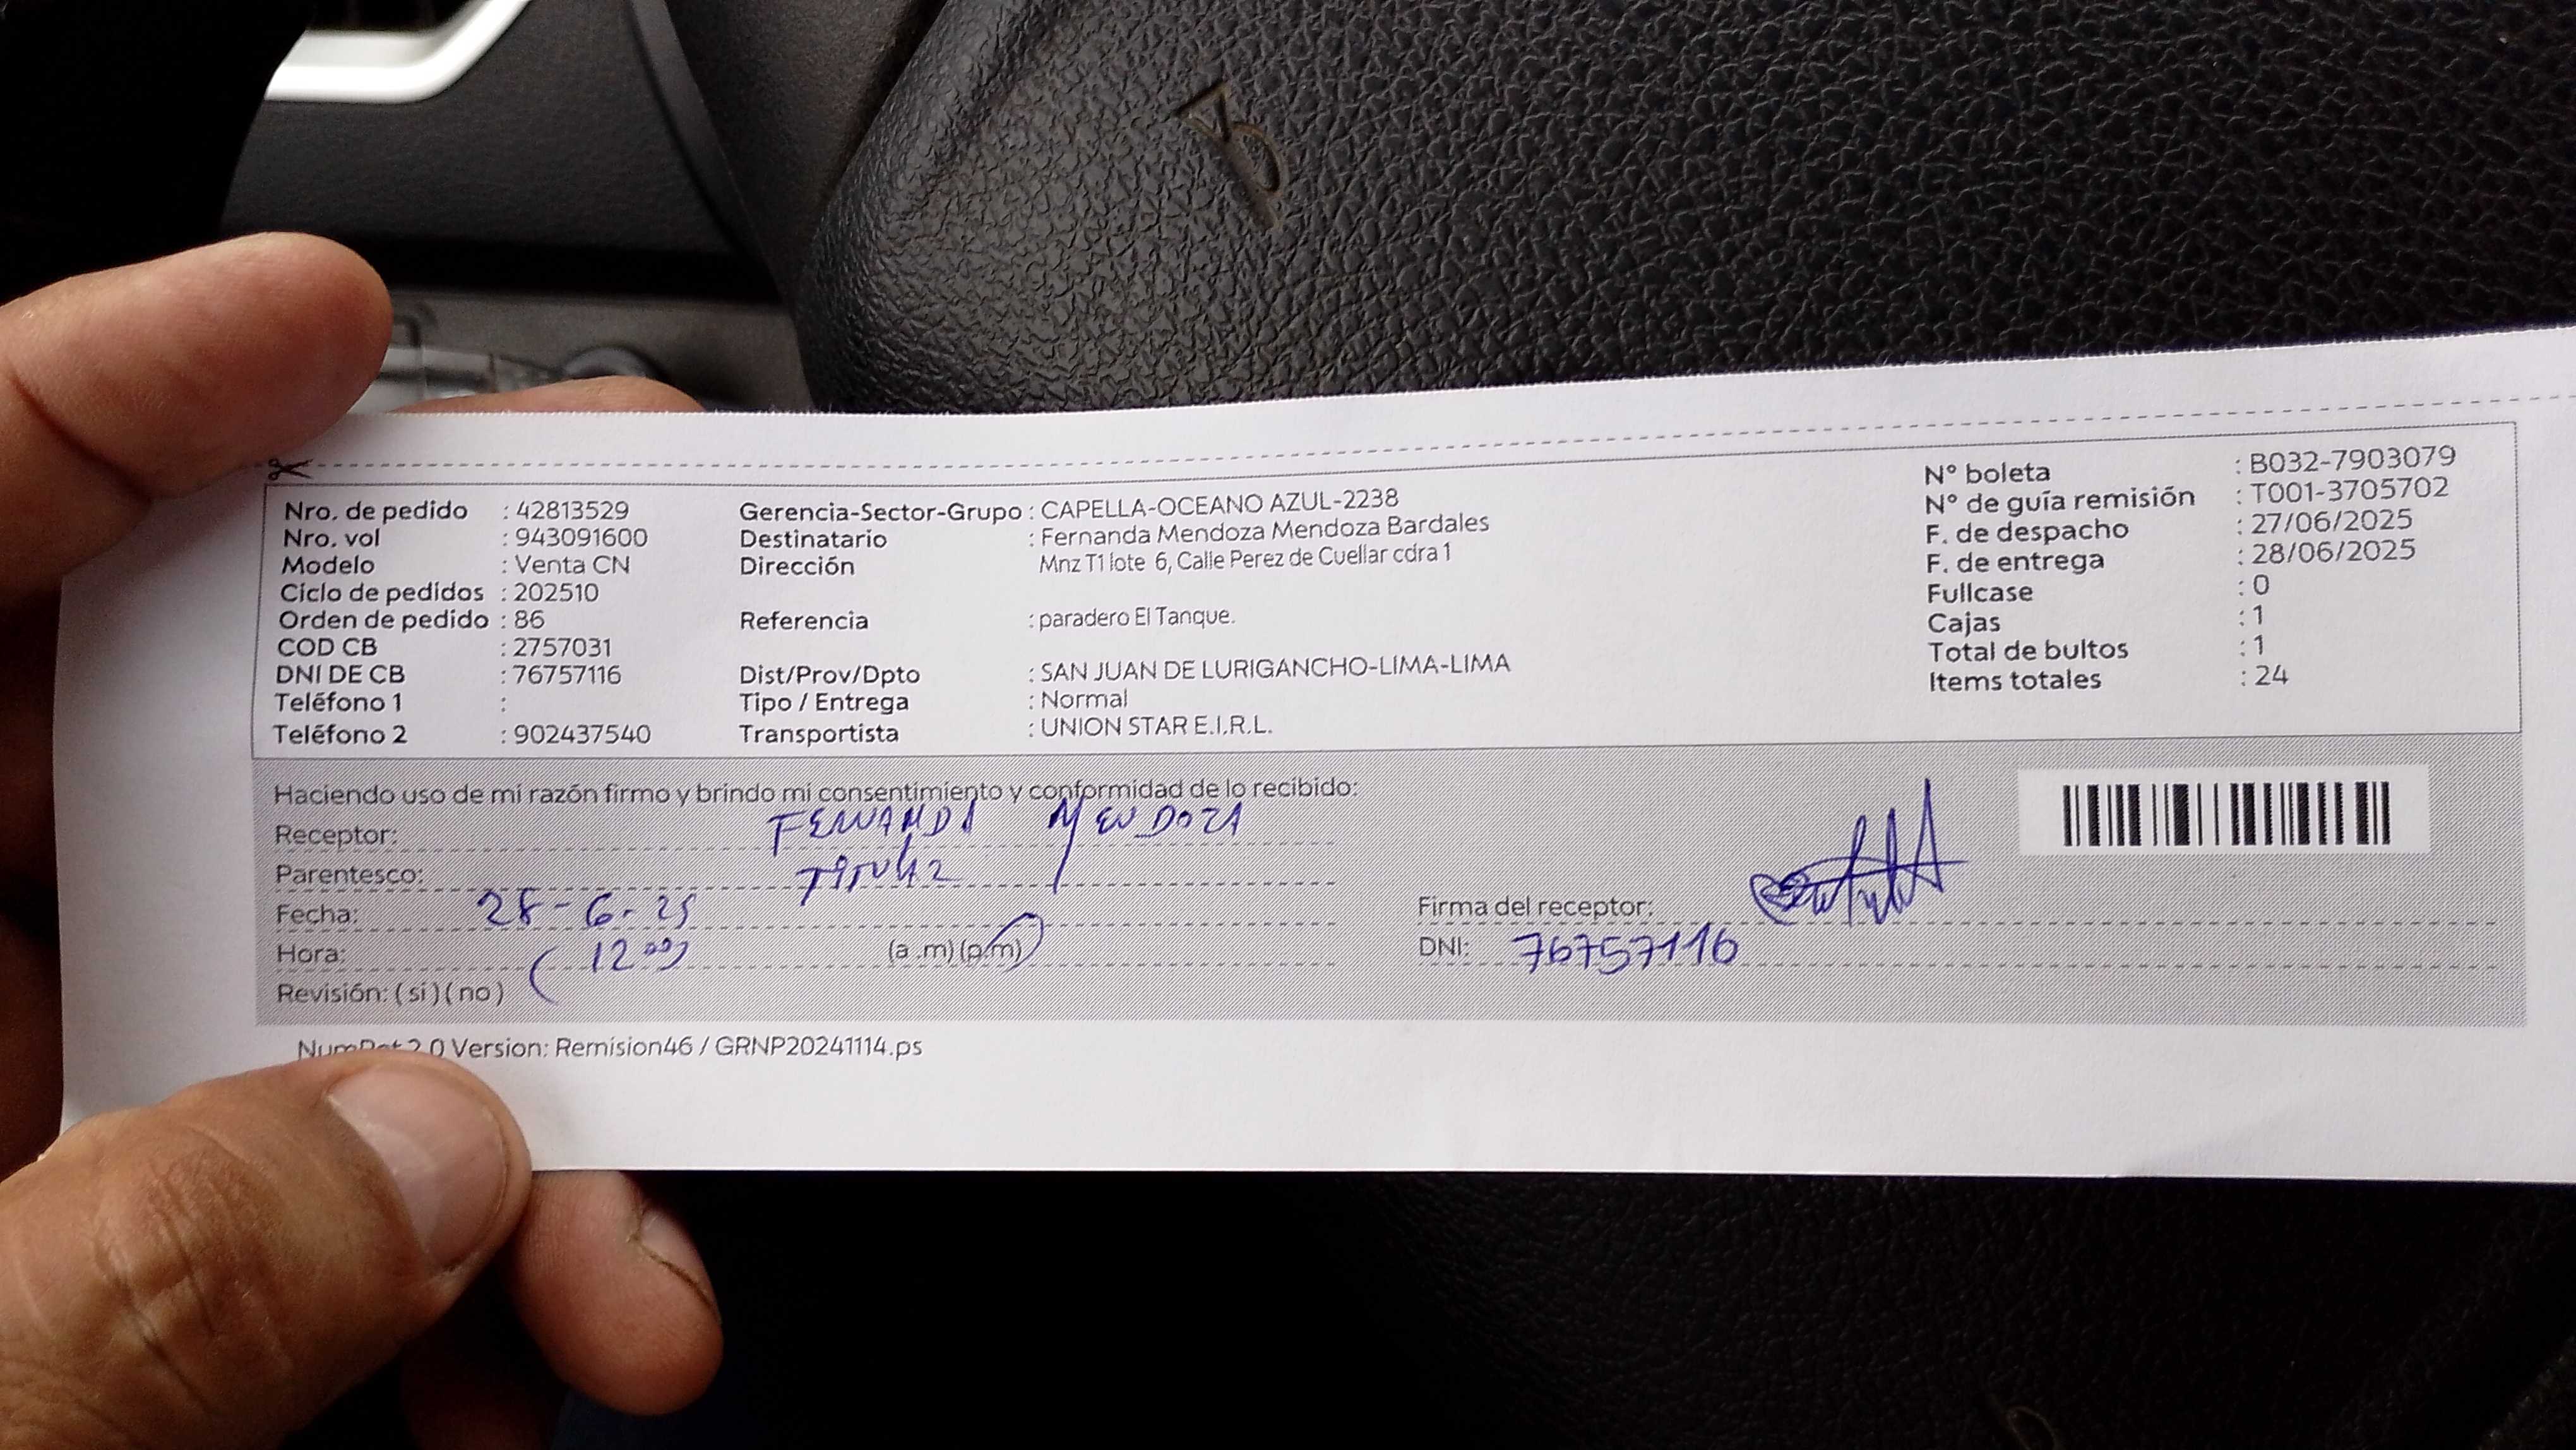 Nro. de pedido : 42813529
Nro. vol : 943091600
Modelo : Venta CN
Ciclo de pedidos : 202510
Orden de pedido : 86
COD CB : 2757031
DNI DE CB : 76757116
Teléfono 1 :
Teléfono 2 : 902437540
Gerencia-Sector-Grupo : CAPELLA-OCEANO AZUL-2238
Destinatario : Fernanda Mendoza Mendoza Bardales
Dirección Mnz T1 lote 6, Calle Perez de Cuellar cdra 1
Referencia : paradero El Tanque.
Dist/Prov/Dpto : SAN JUAN DE LURIGANCHO-LIMA-LIMA
Tipo / Entrega : Normal
Transportista : UNION STAR E.I.R.L.
N° boleta : B032-7903079
N° de guía remisión : T001-3705702
F. de despacho : 27/06/2025
F. de entrega : 28/06/2025
Fullcase : 0
Cajas : 1
Total de bultos : 1
Items totales : 24
Haciendo uso de mi razón firmo y brindo mi consentimiento y conformidad de lo recibido:
Receptor: FERNANDA MENDOZA
Parentesco:
Fecha: 28-6-25
Hora: 12 00 (a .m) (p.m)
Revisión: ( si ) ( no )
Firma del receptor:
DNI: 76757116
2.0 Version: Remision46 / GRNP20241114.ps